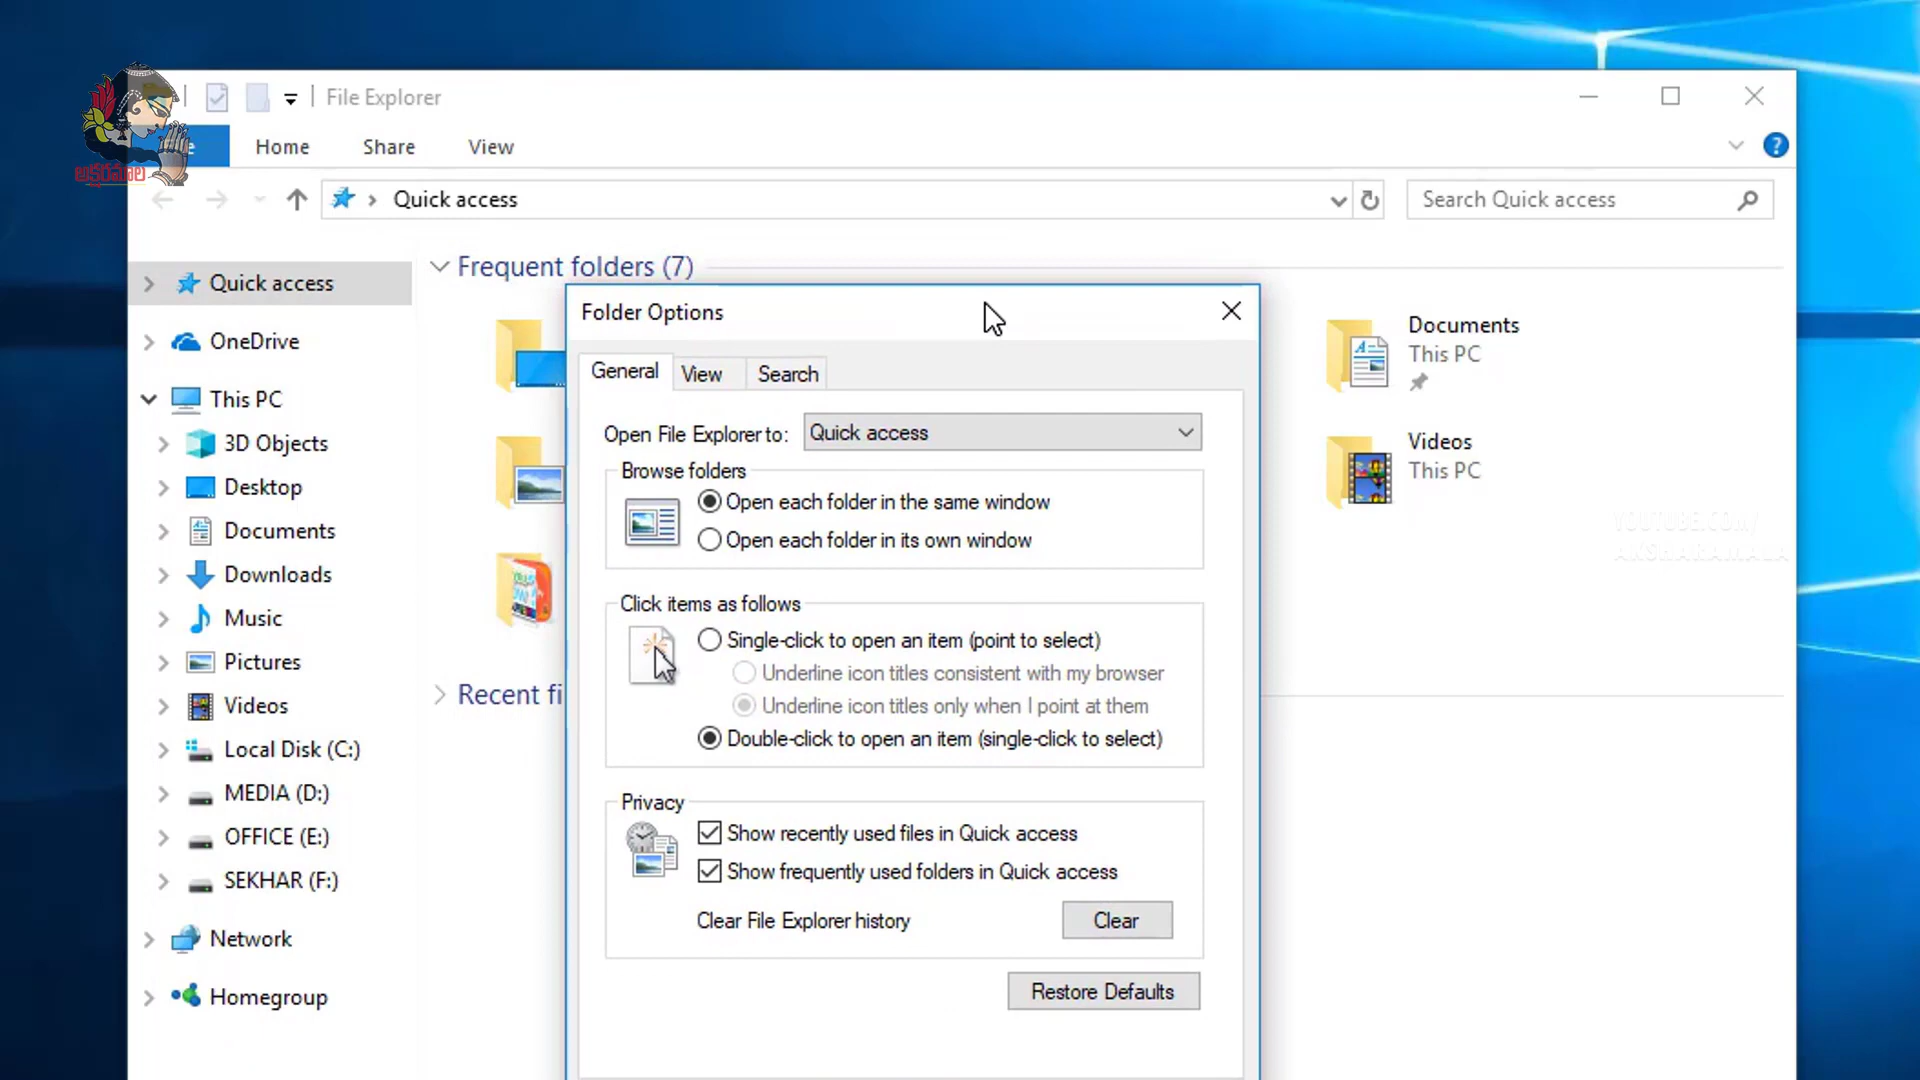 File Explorer
Home Share View
Quick access
Search Quick access
Quick access
OneDrive
This PC
3D Objects
Desktop
Documents
Downloads
Music
Pictures
Videos
Local Disk (C:)
MEDIA (D:)
OFFICE (E:)
SEKHAR (F:)
Network
Homegroup
Frequent folders (7)
Documents
This PC
Videos
This PC
Recent fi
Folder Options
General View Search
Open File Explorer to: Quick access
Browse folders
Open each folder in the same window
Open each folder in its own window
Click items as follows
Single-click to open an item (point to select)
Underline icon titles consistent with my browser
Underline icon titles only when I point at them
Double-click to open an item (single-click to select)
Privacy
Show recently used files in Quick access
Show frequently used folders in Quick access
Clear File Explorer history Clear
Restore Defaults
అక్షరమాల
YOUTUBE.COM/
AKSHARAMALA